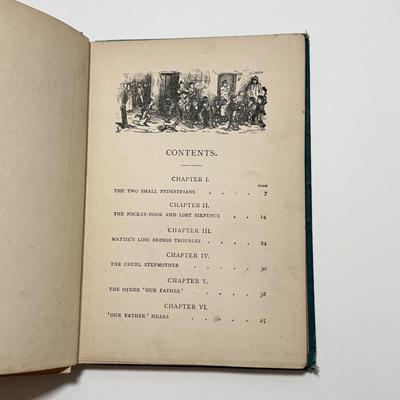 CONTENTS.
CHAPTER I.
PAGE
THE TWO SMALL PEDESTRIANS . . . . 7
CHAPTER II.
THE POCKET-BOOK AND LOST SIXPENCE . . 14
CHAPTER III.
MATTIE'S LOSS BRINGS TROUBLES . . . 24
CHAPTER IV.
THE CRUEL STEPMOTHER . . . . . 30
CHAPTER V.
THE OTHER 'OUR FATHER' . . . . . 38
CHAPTER VI.
'OUR FATHER' HEARS . . . . . 45